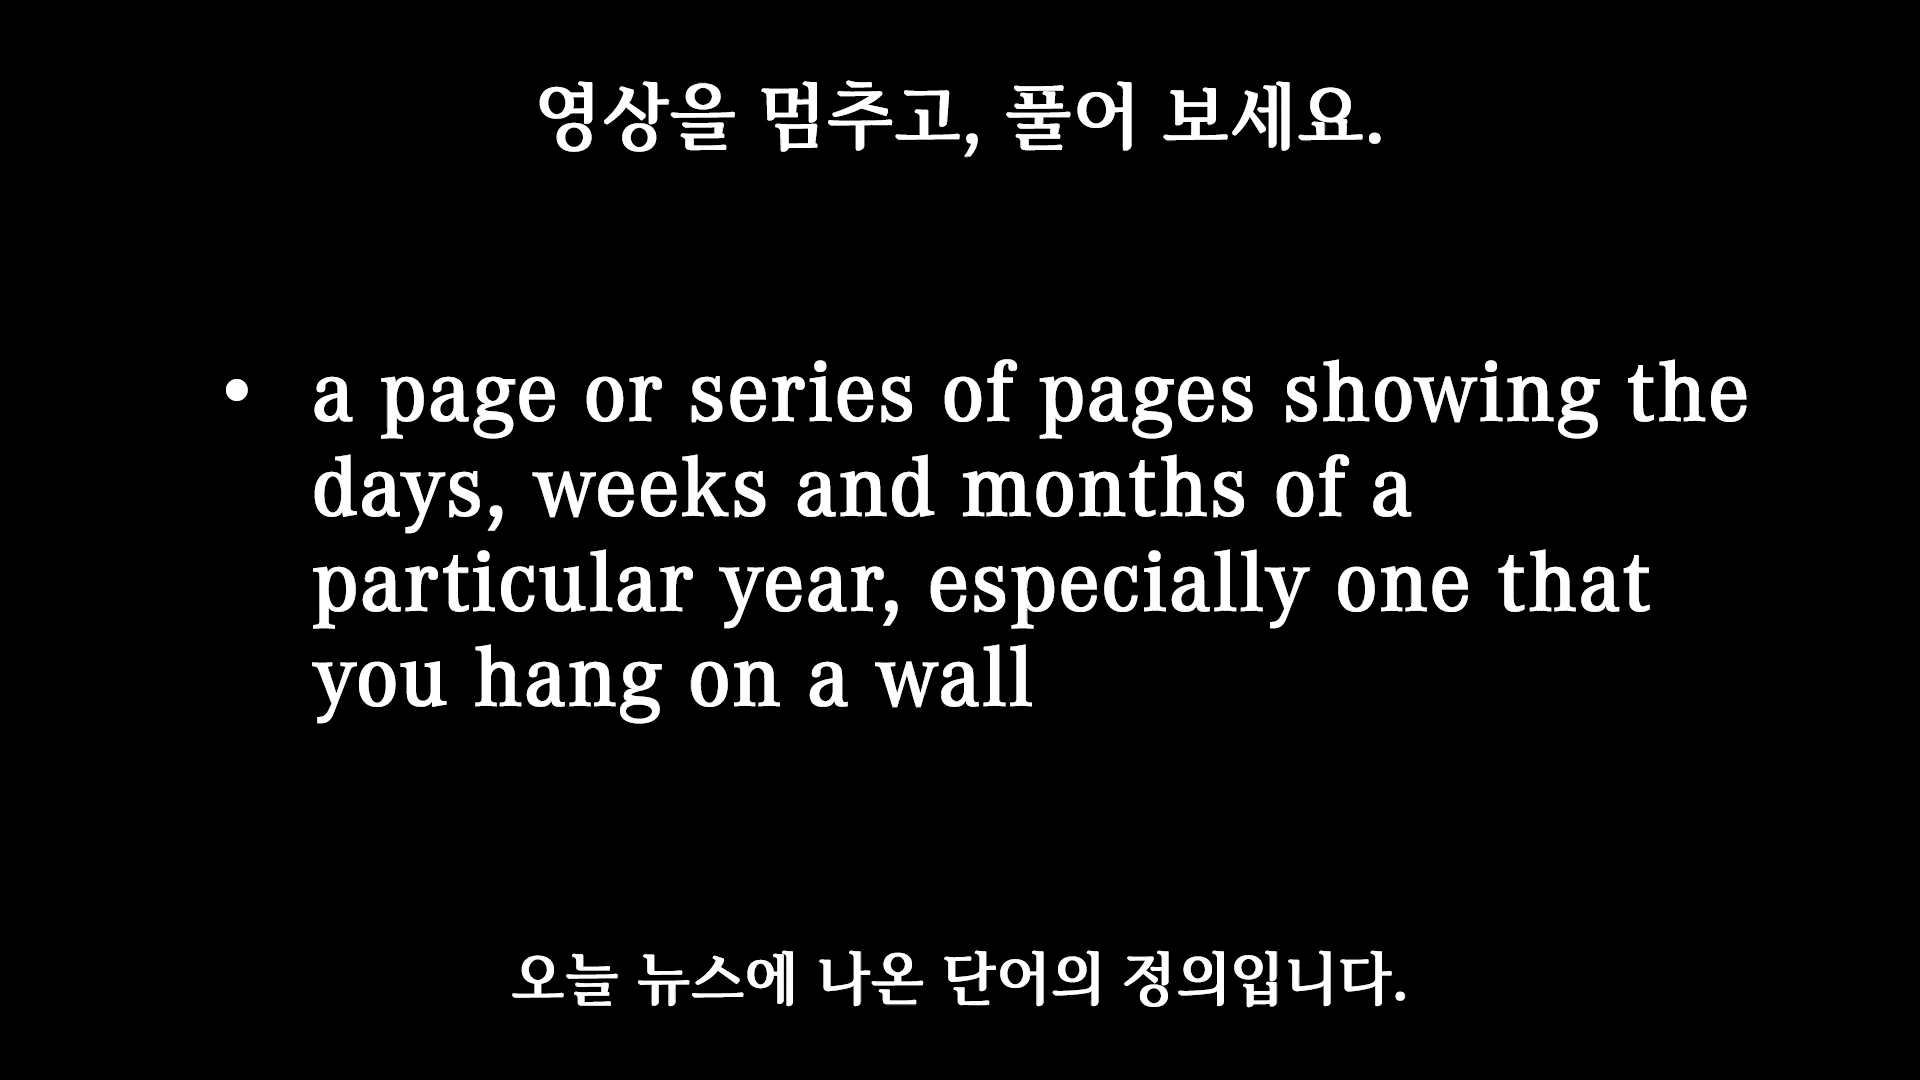 영상을 멈추고, 풀어 보세요.
• a page or series of pages showing the
days, weeks and months of a
particular year, especially one that
you hang on a wall
오늘 뉴스에 나온 단어의 정의입니다.